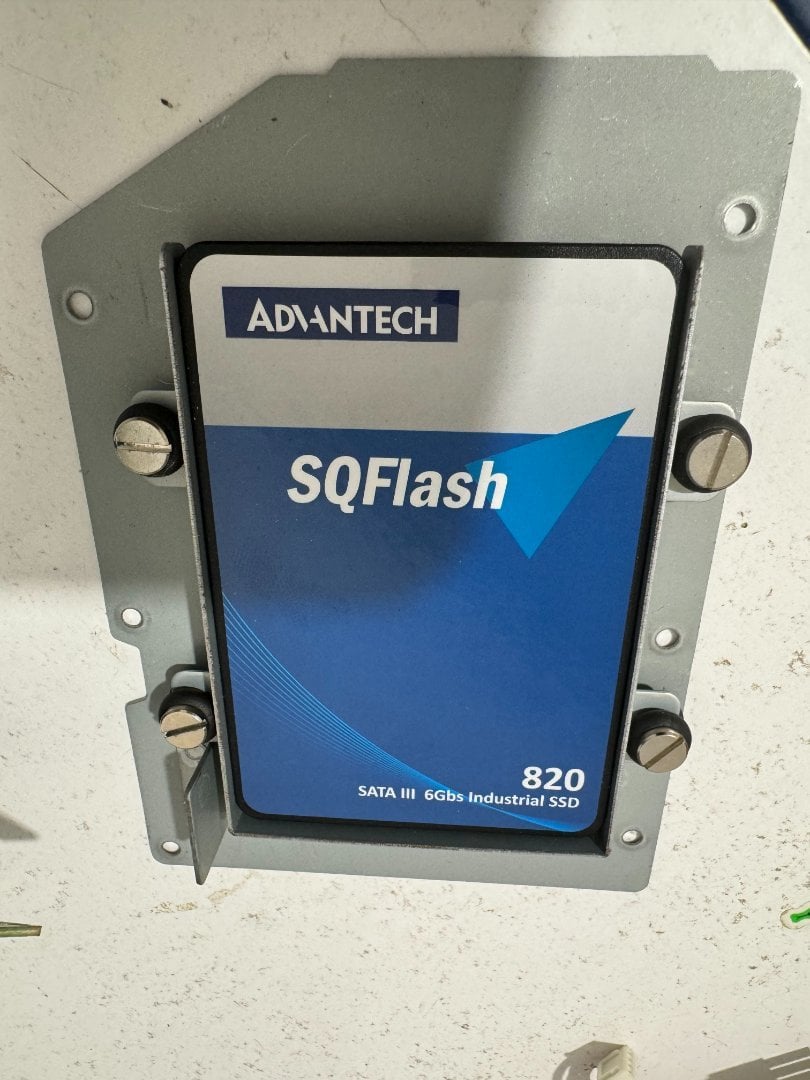 ADVANTECH
SQFlash
820
SATA III 6Gbs Industrial SSD